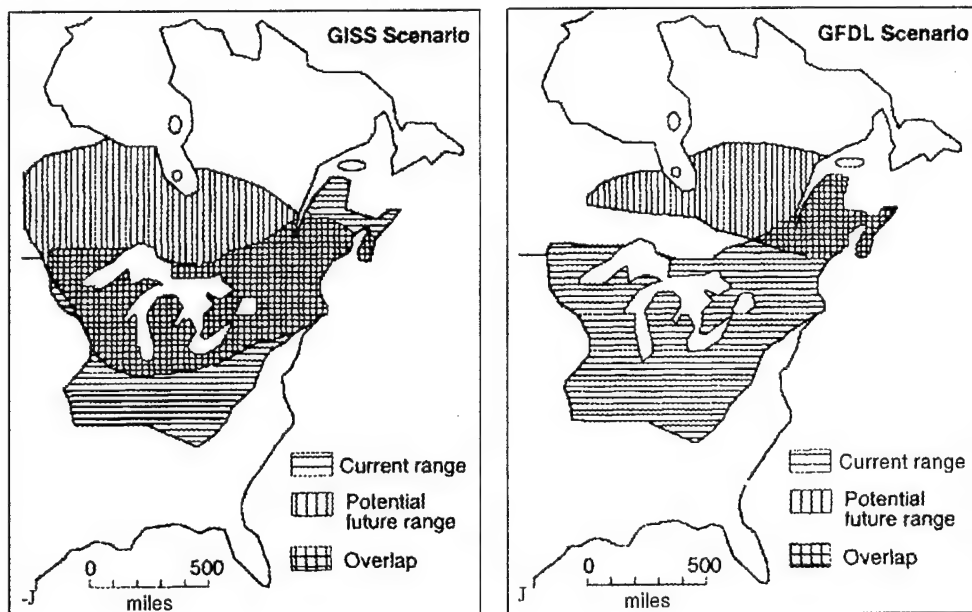 GISS Scenario
Current range
Potential
future range
Overlap
0 500
miles
-J
GFDL Scenario
Current range
Potential
future range
Overlap
0 500
miles
J